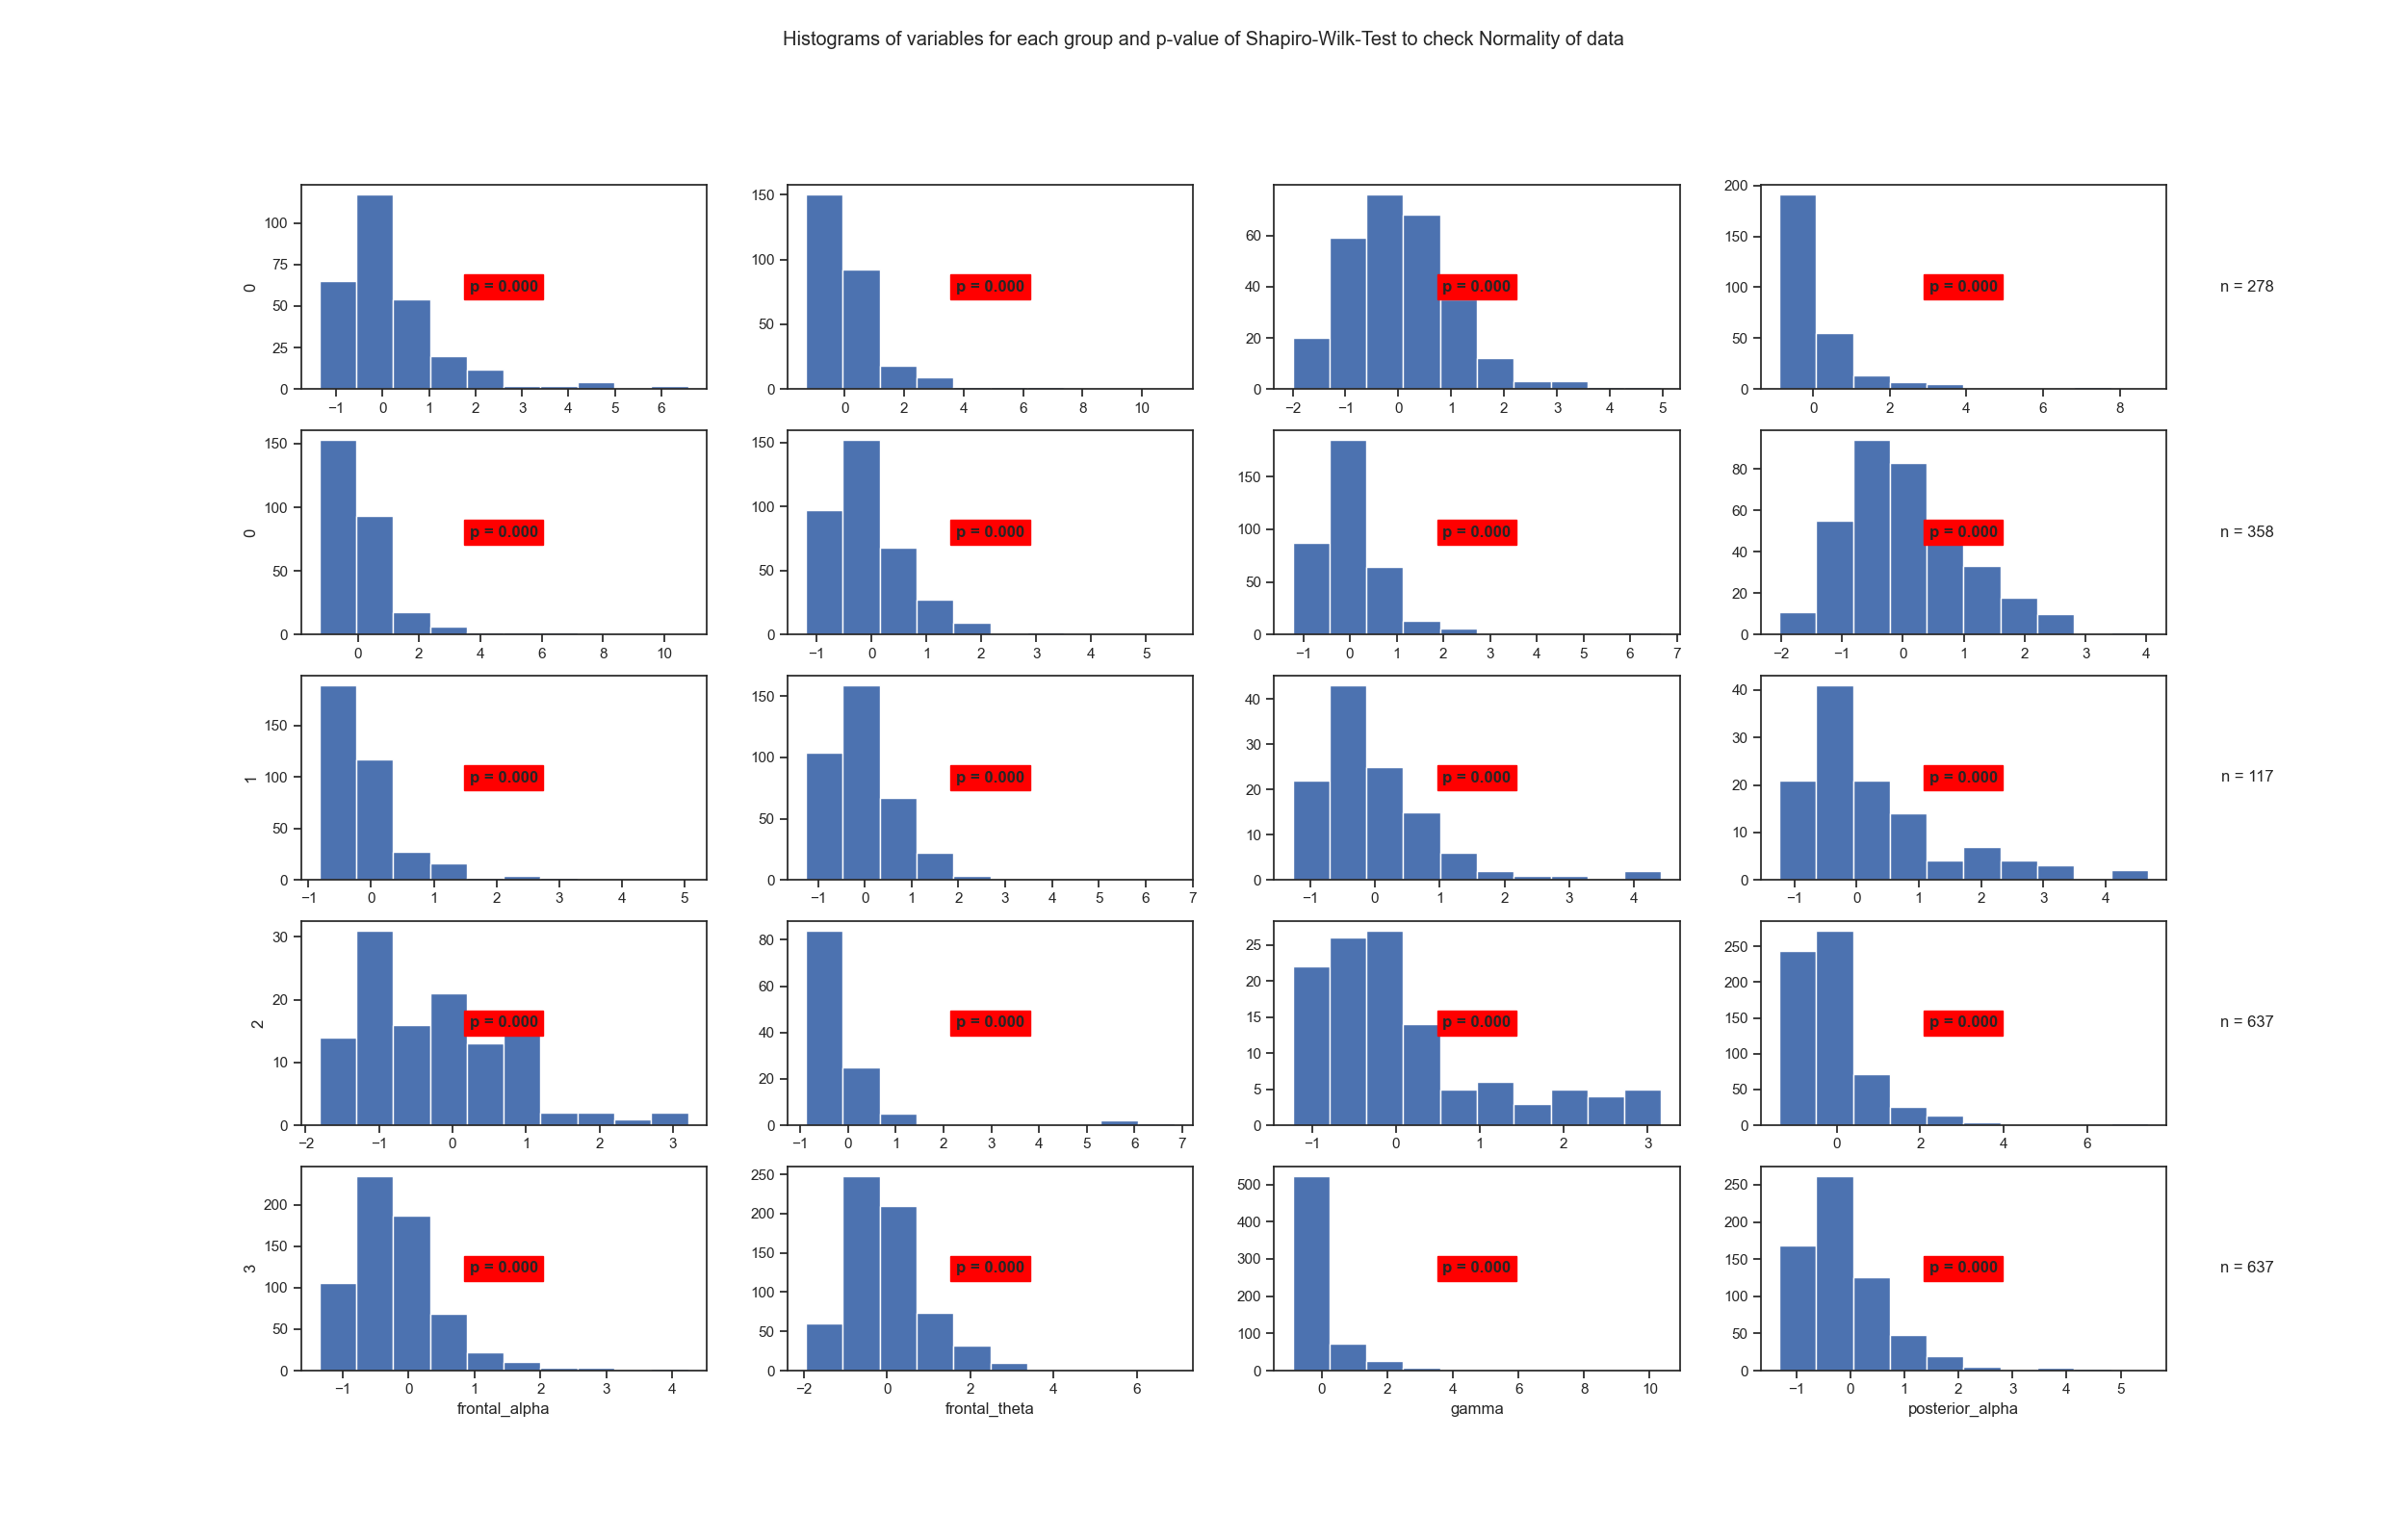 Histograms of variables for each group and p-value of Shapiro-Wilk-Test to check Normality of data
0
100
75
50
25
0
p = 0.000
−1 0 1 2 3 4 5 6
150
100
50
0
p = 0.000
0 2 4 6 8 10
60
40
20
0
p = 0.000
−2 −1 0 1 2 3 4 5
200
150
100
50
0
p = 0.000
0 2 4 6 8
n = 278
0
150
100
50
0
p = 0.000
0 2 4 6 8 10
150
100
50
0
p = 0.000
−1 0 1 2 3 4 5
150
100
50
0
p = 0.000
−1 0 1 2 3 4 5 6 7
80
60
40
20
0
p = 0.000
−2 −1 0 1 2 3 4
n = 358
1
150
100
50
0
p = 0.000
−1 0 1 2 3 4 5
150
100
50
0
p = 0.000
−1 0 1 2 3 4 5 6 7
40
30
20
10
0
p = 0.000
−1 0 1 2 3 4
40
30
20
10
0
p = 0.000
−1 0 1 2 3 4
n = 117
2
30
20
10
0
p = 0.000
−2 −1 0 1 2 3
80
60
40
20
0
p = 0.000
−1 0 1 2 3 4 5 6 7
25
20
15
10
5
0
p = 0.000
−1 0 1 2 3
250
200
150
100
50
0
p = 0.000
0 2 4 6
n = 637
3
200
150
100
50
0
p = 0.000
−1 0 1 2 3 4
frontal_alpha
250
200
150
100
50
0
p = 0.000
−2 0 2 4 6
frontal_theta
500
400
300
200
100
0
p = 0.000
0 2 4 6 8 10
gamma
250
200
150
100
50
0
p = 0.000
−1 0 1 2 3 4 5
posterior_alpha
n = 637